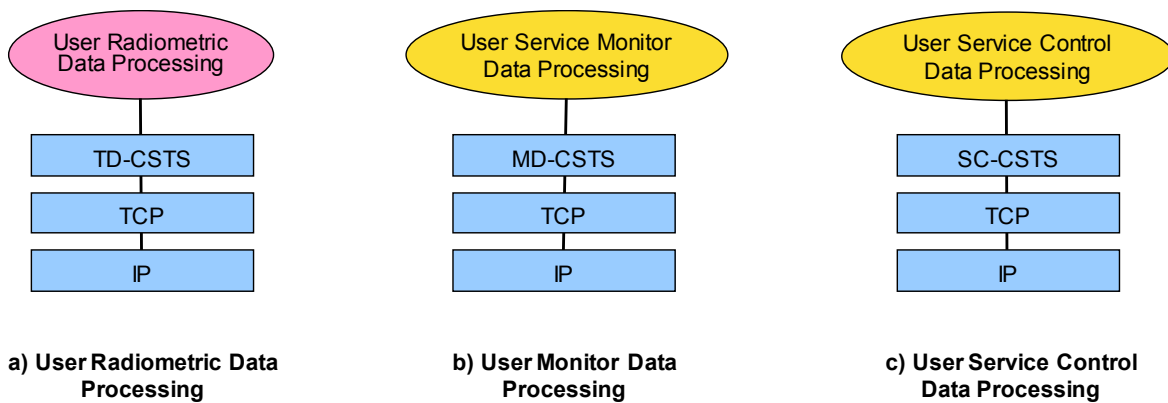 User Radiometric
Data Processing
TD-CSTS
TCP
IP
a) User Radiometric Data
Processing
User Service Monitor
Data Processing
MD-CSTS
TCP
IP
b) User Monitor Data
Processing
User Service Control
Data Processing
SC-CSTS
TCP
IP
c) User Service Control
Data Processing